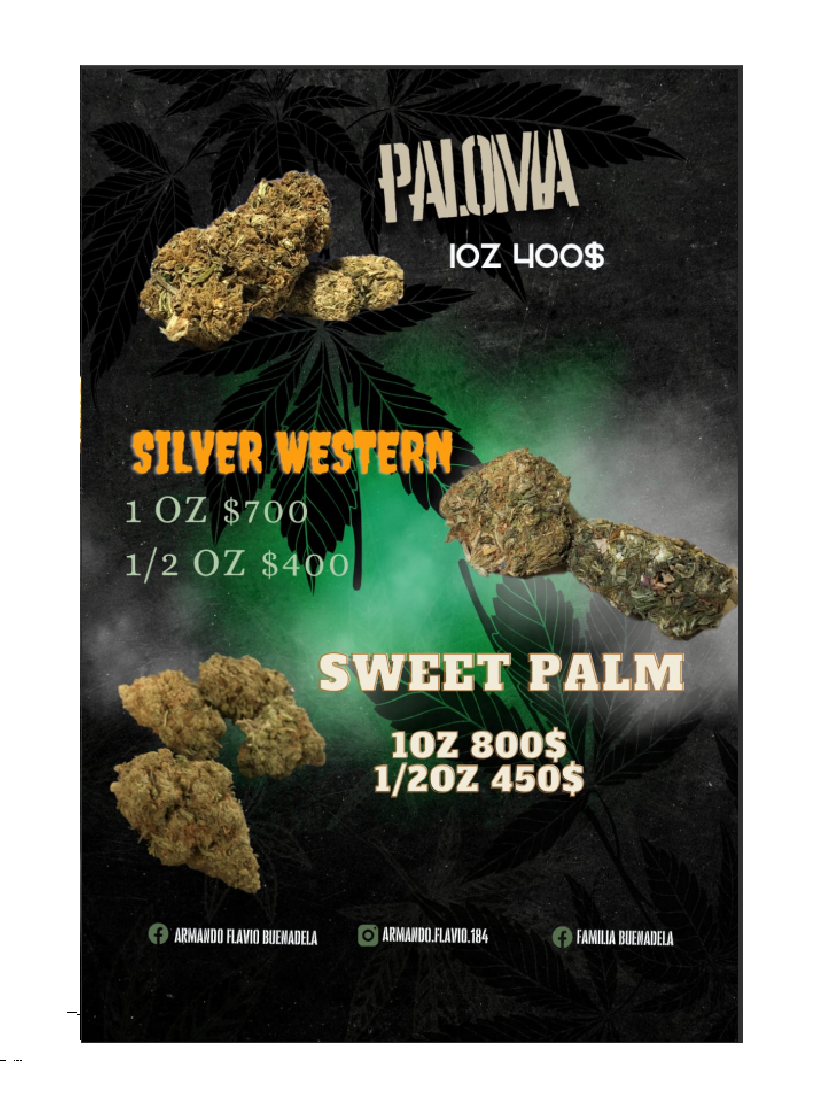 PALOMA
1OZ 400$
SILVER WESTERN
1 OZ $700
1/2 OZ $400
SWEET PALM
1OZ 800$
1/2OZ 450$
ARMANDO FLAVIO BUENADELA
ARMANDO.FLAVIO.184
FAMILIA BUENADELA